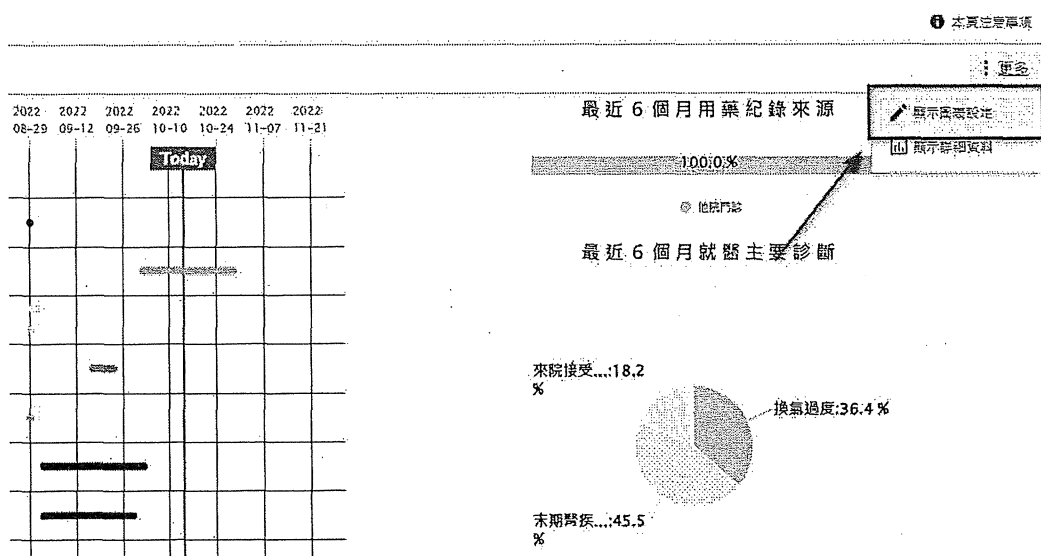 本頁注意事項
更多
2022 2022 2022 2022 2022 2022 2022
08-29 09-12 09-26 10-10 10-24 11-07 11-21
Today
最近6個月用藥紀錄來源
顯示圖表設定
顯示詳細資料
100.0%
他院門診
最近6個月就醫主要診斷
來院接受...:18.2
%
換氣過度:36.4 %
末期腎疾...:45.5
%